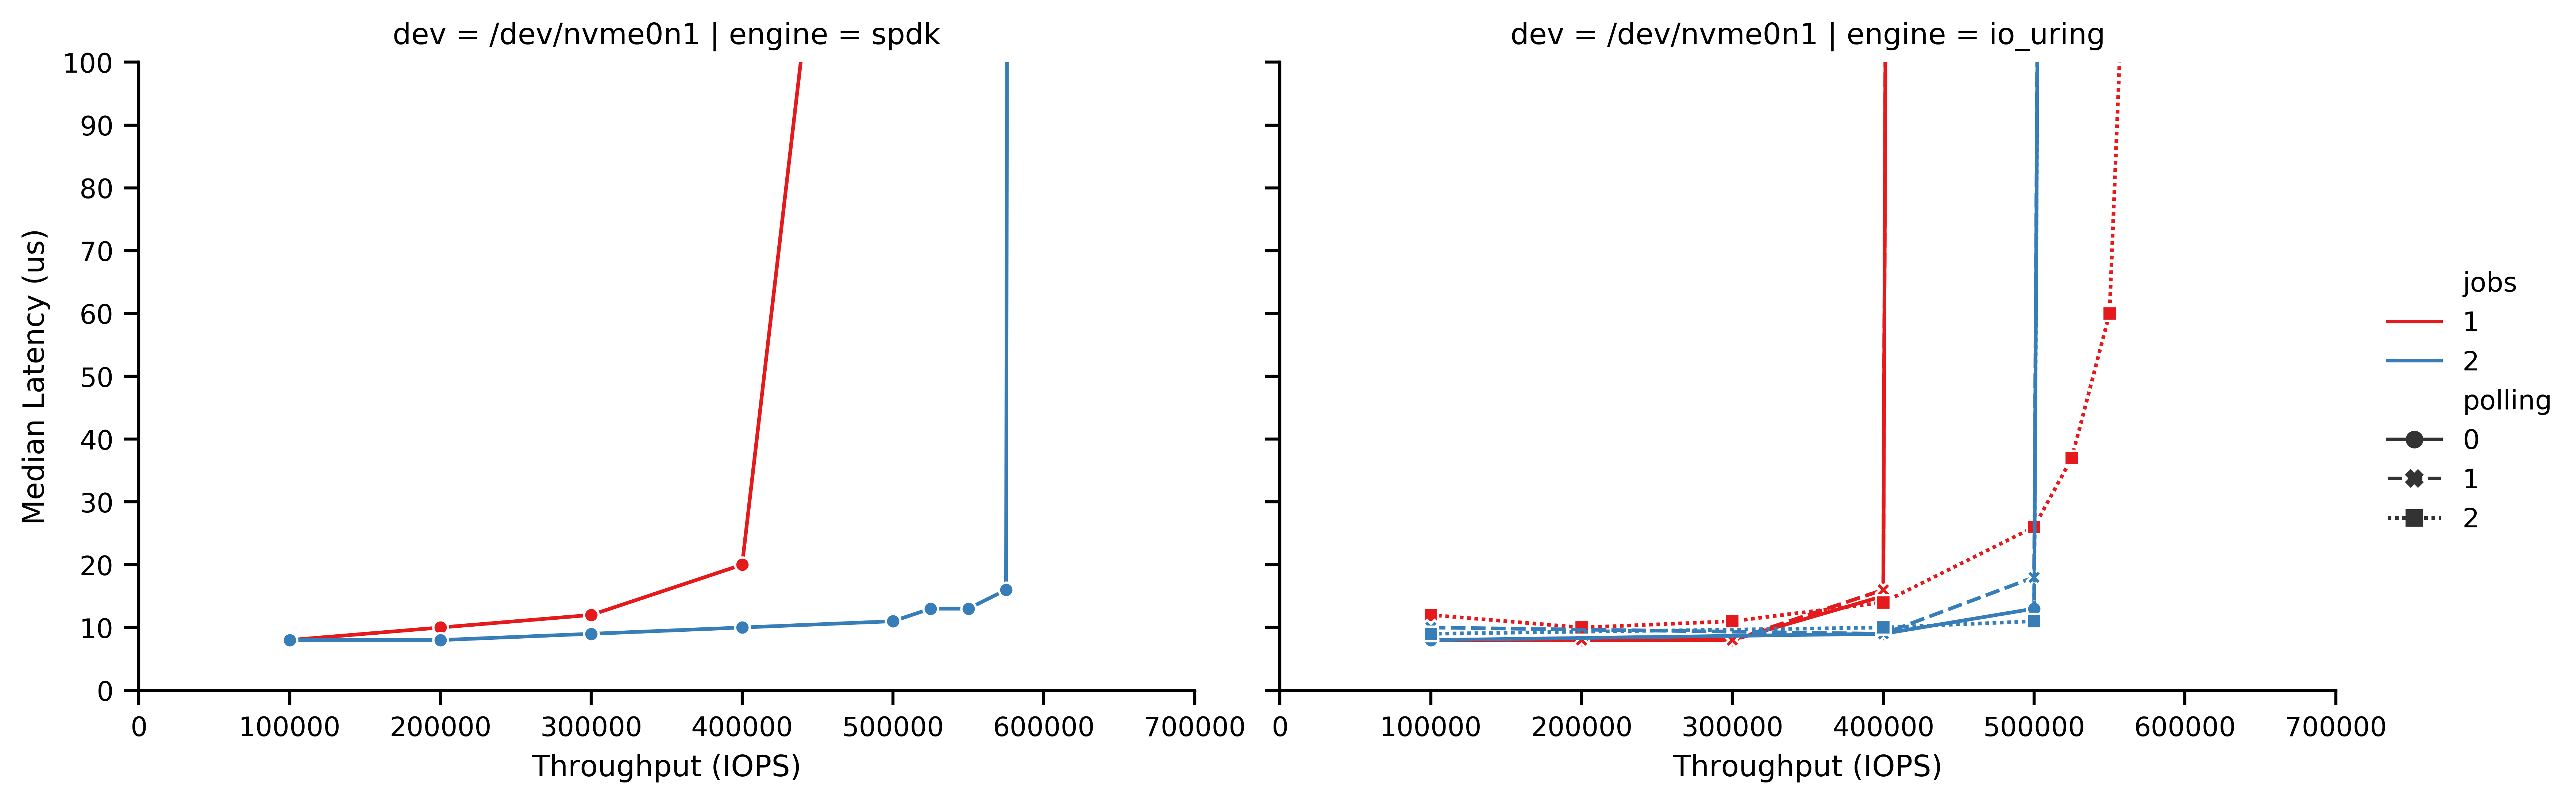 dev = /dev/nvme0n1 | engine = spdk
100
90
80
70
60
50
40
30
20
10
0
Median Latency (us)
0 100000 200000 300000 400000 500000 600000 700000
Throughput (IOPS)
dev = /dev/nvme0n1 | engine = io_uring
0 100000 200000 300000 400000 500000 600000 700000
Throughput (IOPS)
jobs
1
2
polling
0
1
2